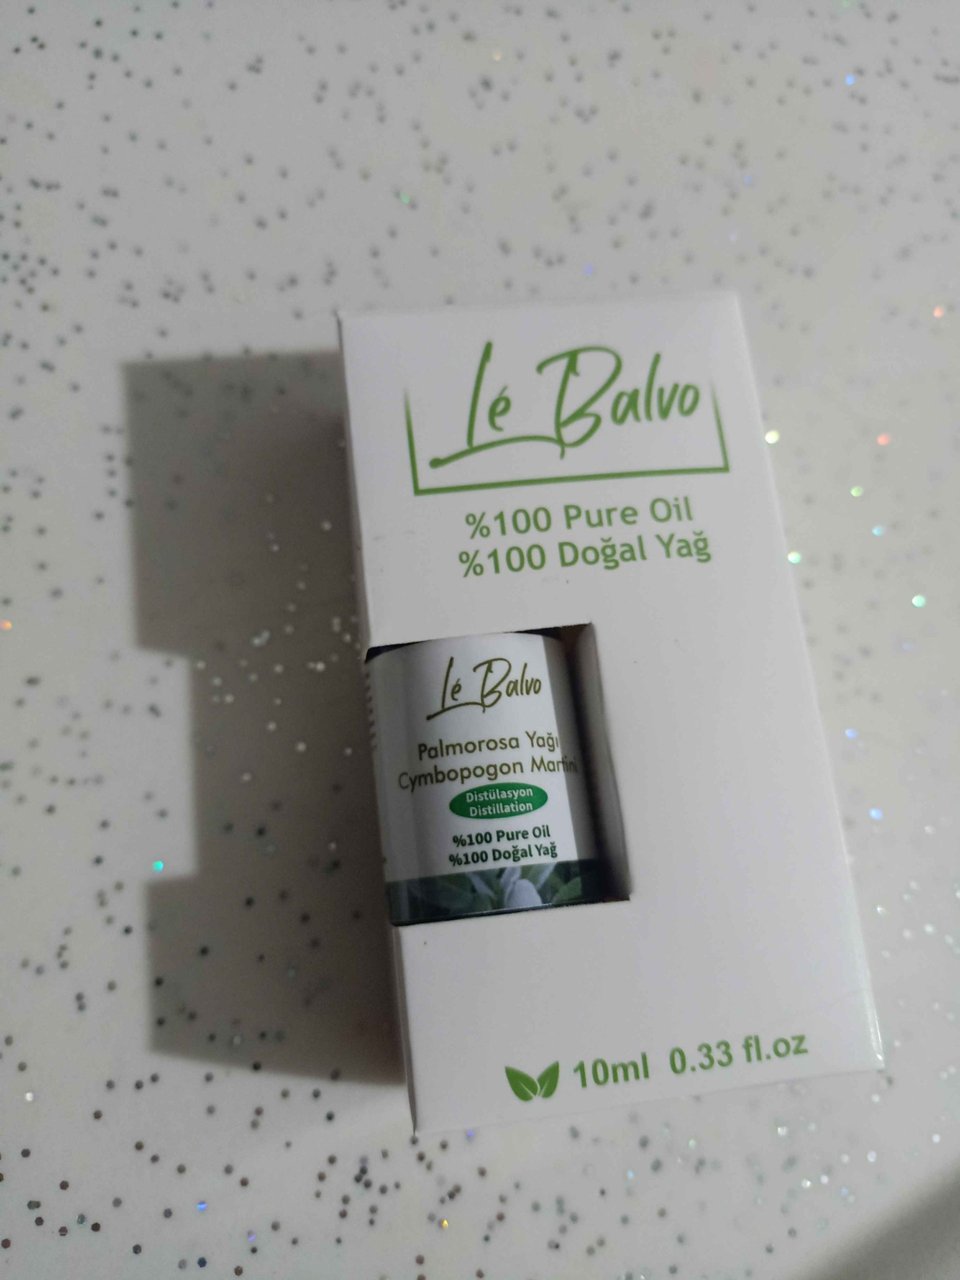 Lé Balvo
%100 Pure Oil
%100 Doğal Yağ
Lé Balvo
Palmorosa Yağı
Cymbopogon Martini
Distülasyon
Distillation
%100 Pure Oil
%100 Doğal Yağ
10ml 0.33 fl.oz